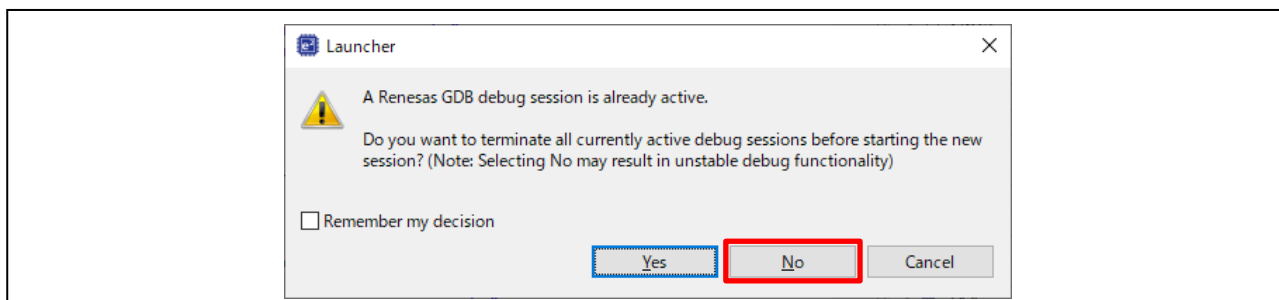 Launcher
A Renesas GDB debug session is already active.
Do you want to terminate all currently active debug sessions before starting the new
session? (Note: Selecting No may result in unstable debug functionality)
Remember my decision
Yes No Cancel